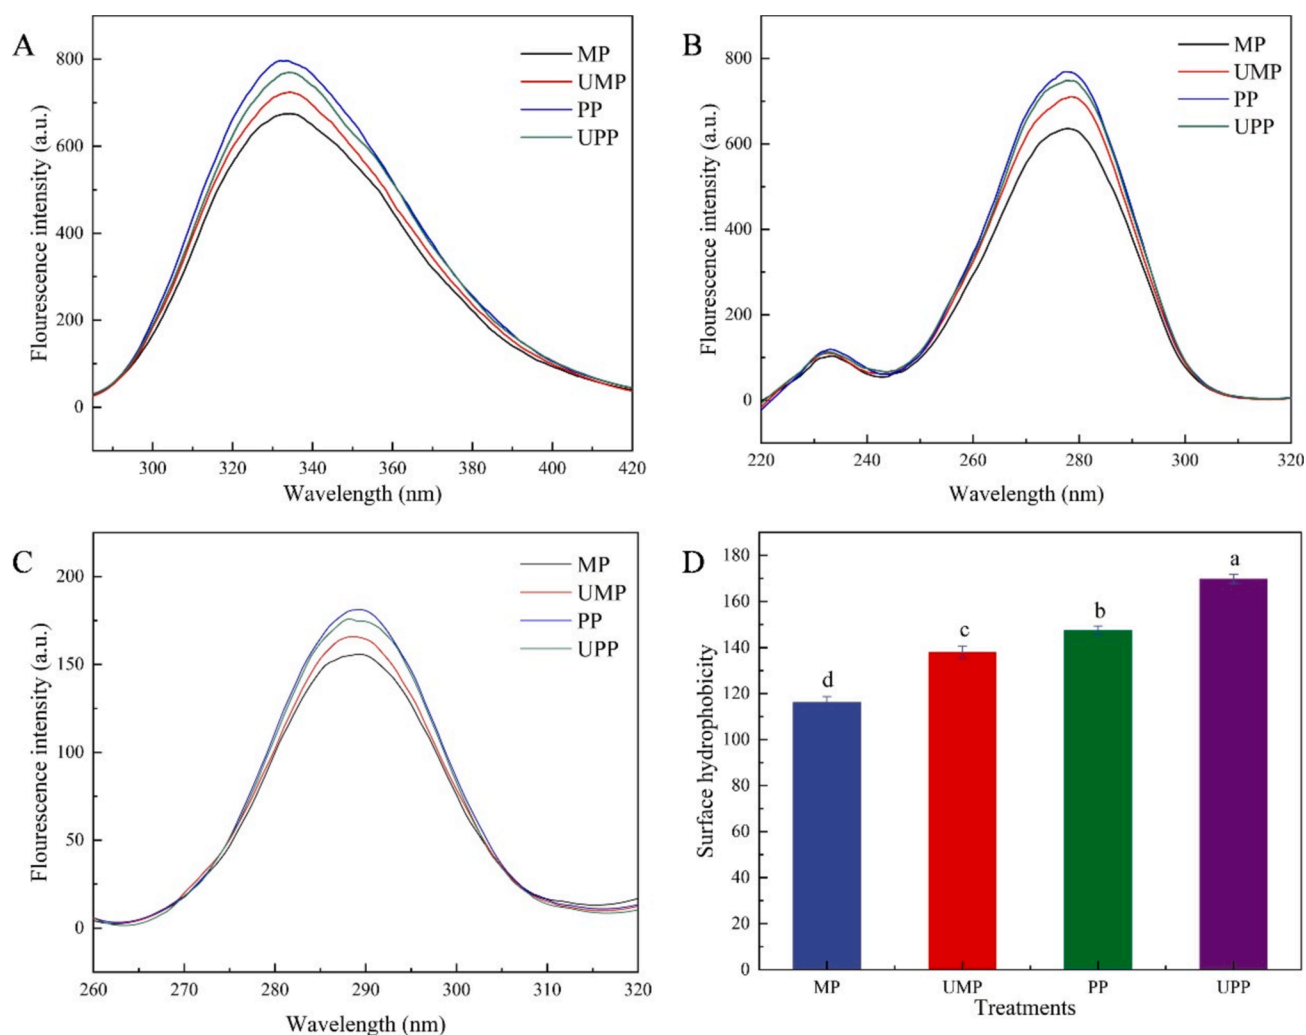 A
MP
UMP
PP
UPP
Flourescence intensity (a.u.)
800
600
400
200
0
300 320 340 360 380 400 420
Wavelength (nm)
B
MP
UMP
PP
UPP
Flourescence intensity (a.u.)
800
600
400
200
0
220 240 260 280 300 320
Wavelength (nm)
C
MP
UMP
PP
UPP
Flourescence intensity (a.u.)
200
150
100
50
0
260 270 280 290 300 310 320
Wavelength (nm)
D
Surface hydrophobicity
180
160
140
120
100
80
60
40
20
0
d
c
b
a
MP UMP PP UPP
Treatments